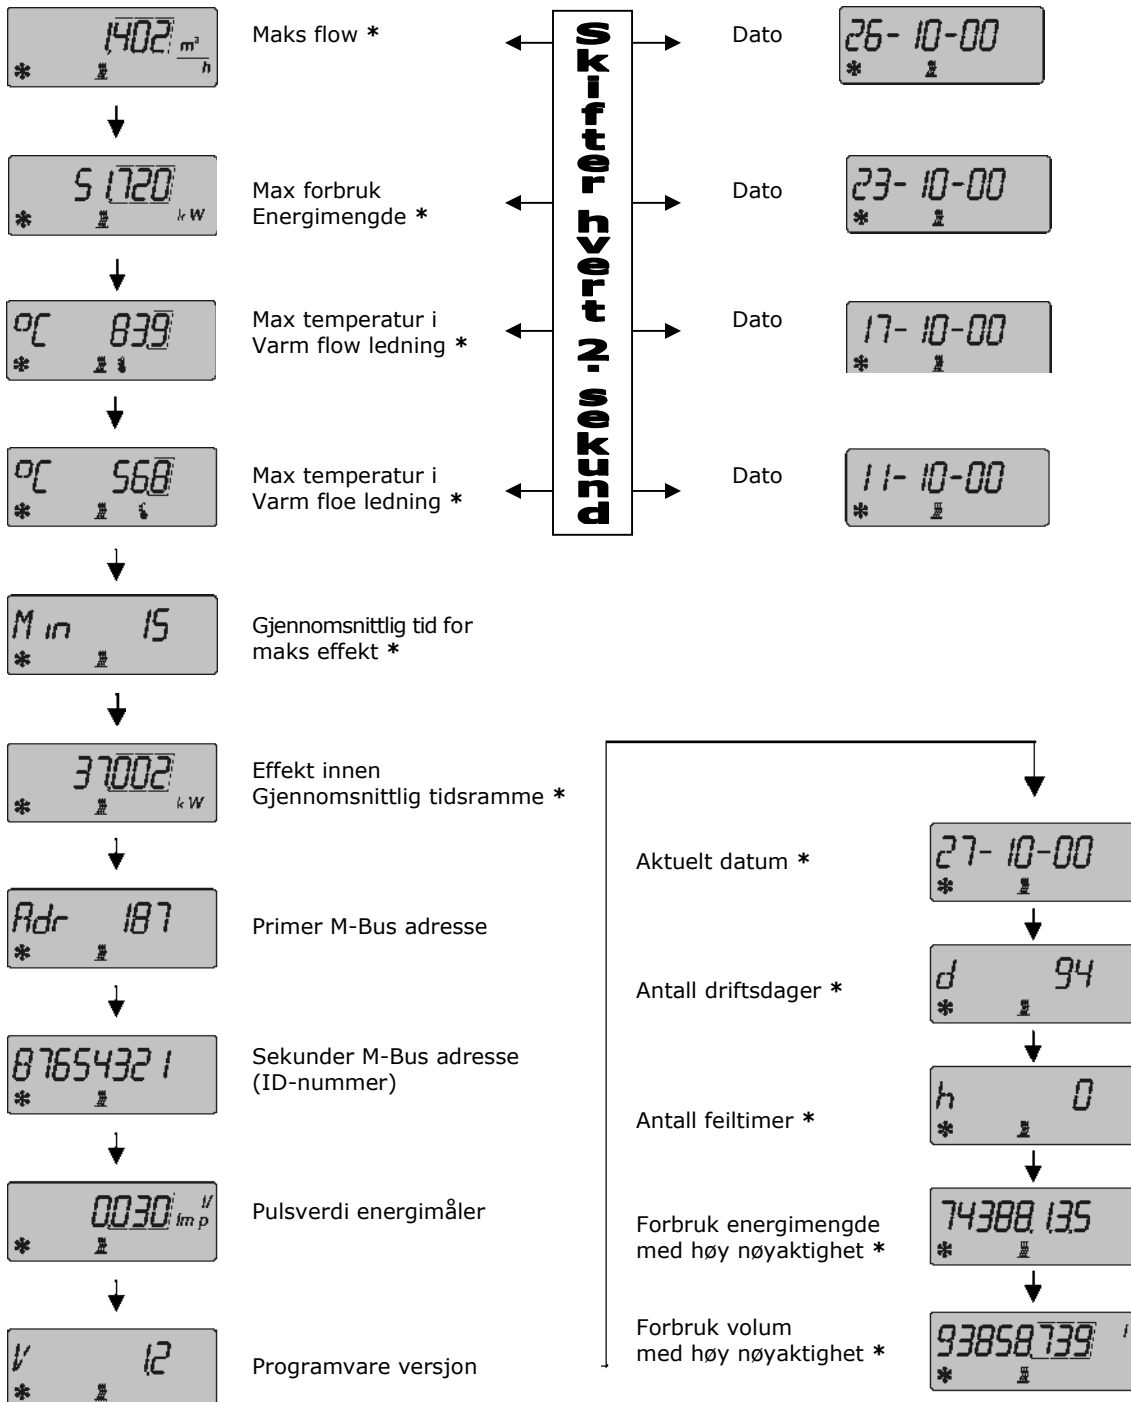 1,402 m³/h
Maks flow *
Dato
26-10-00
51,720 kW
Max forbruk
Energimengde *
Dato
23-10-00
°C 83,9
Max temperatur i
Varm flow ledning *
Dato
17-10-00
°C 56,8
Max temperatur i
Varm floe ledning *
Dato
11-10-00
Skifter hvert 2. sekund
Min 15
Gjennomsnittlig tid for
maks effekt *
37,002 kW
Effekt innen
Gjennomsnittlig tidsramme *
Adr 187
Primer M-Bus adresse
87654321
Sekunder M-Bus adresse
(ID-nummer)
0,030 l/Imp
Pulsverdi energimåler
V 1,2
Programvare versjon
Aktuelt datum *
27-10-00
Antall driftsdager *
d 94
Antall feiltimer *
h 0
Forbruk energimengde
med høy nøyaktighet *
74388,135
Forbruk volum
med høy nøyaktighet *
93858,739 l